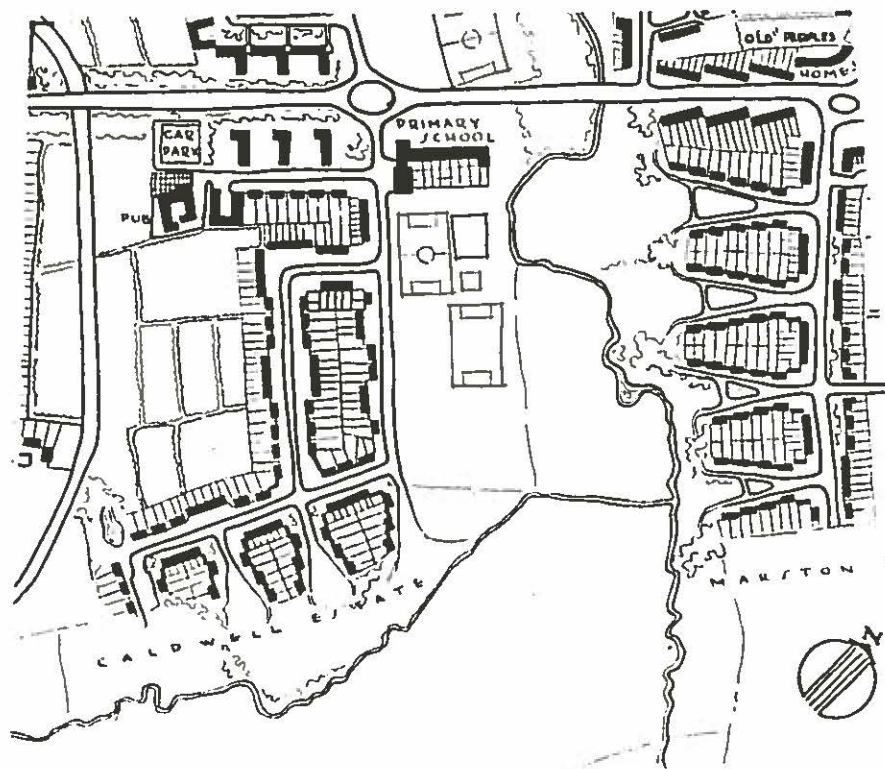 OLD PEOPLES
HOME
PRIMARY
SCHOOL
CAR
PARK
PUB
MARSTON
CALDWELL ESTATE
N